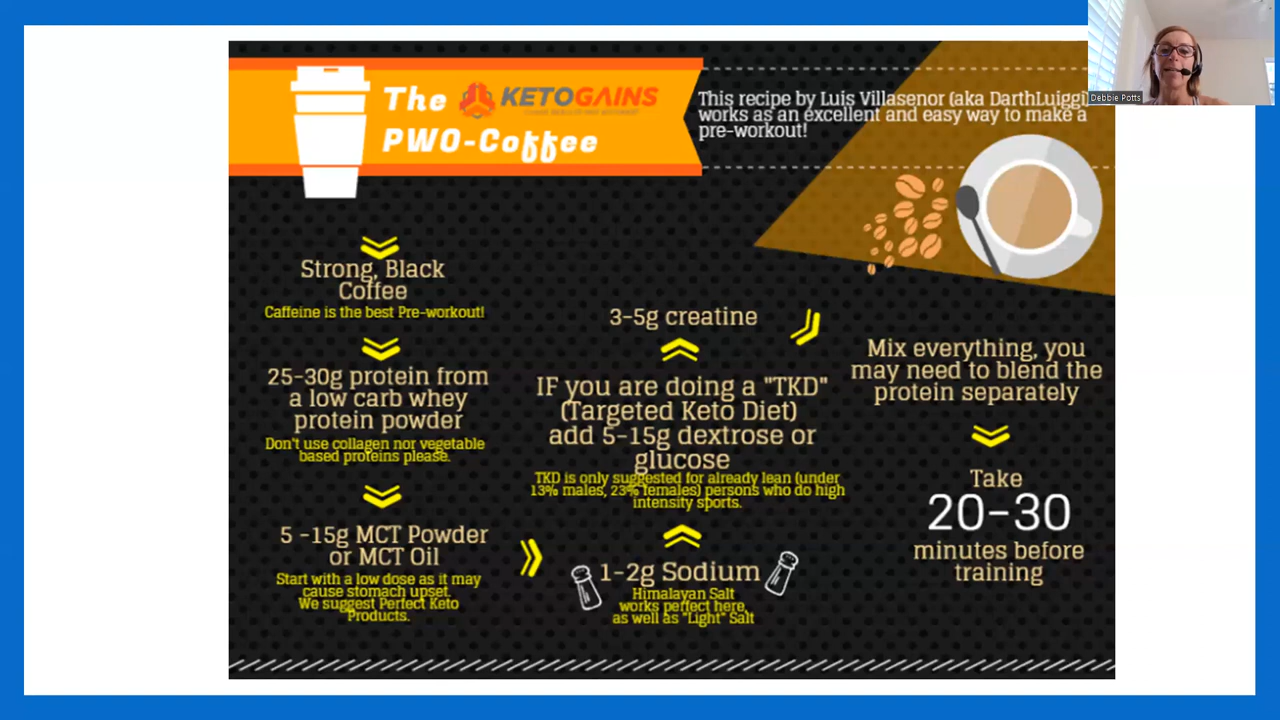 The KETOGAINS
PWO-Coffee
This recipe by Luis Villasenor (aka DarthLuiggi)
works as an excellent and easy way to make a
pre-workout!
Debbie Potts
Strong, Black
Coffee
Caffeine is the best Pre-workout!
25-30g protein from
a low carb whey
protein powder
Don't use collagen nor vegetable
based proteins please.
5 -15g MCT Powder
or MCT Oil
Start with a low dose as it may
cause stomach upset.
We suggest Perfect Keto
Products.
1-2g Sodium
Himalayan Salt
works perfect here,
as well as "Light" Salt
IF you are doing a "TKD"
(Targeted Keto Diet)
add 5-15g dextrose or
glucose
TKD is only suggested for already lean (under
13% males, 23% females) persons who do high
intensity sports.
3-5g creatine
Mix everything, you
may need to blend the
protein separately
Take
20-30
minutes before
training